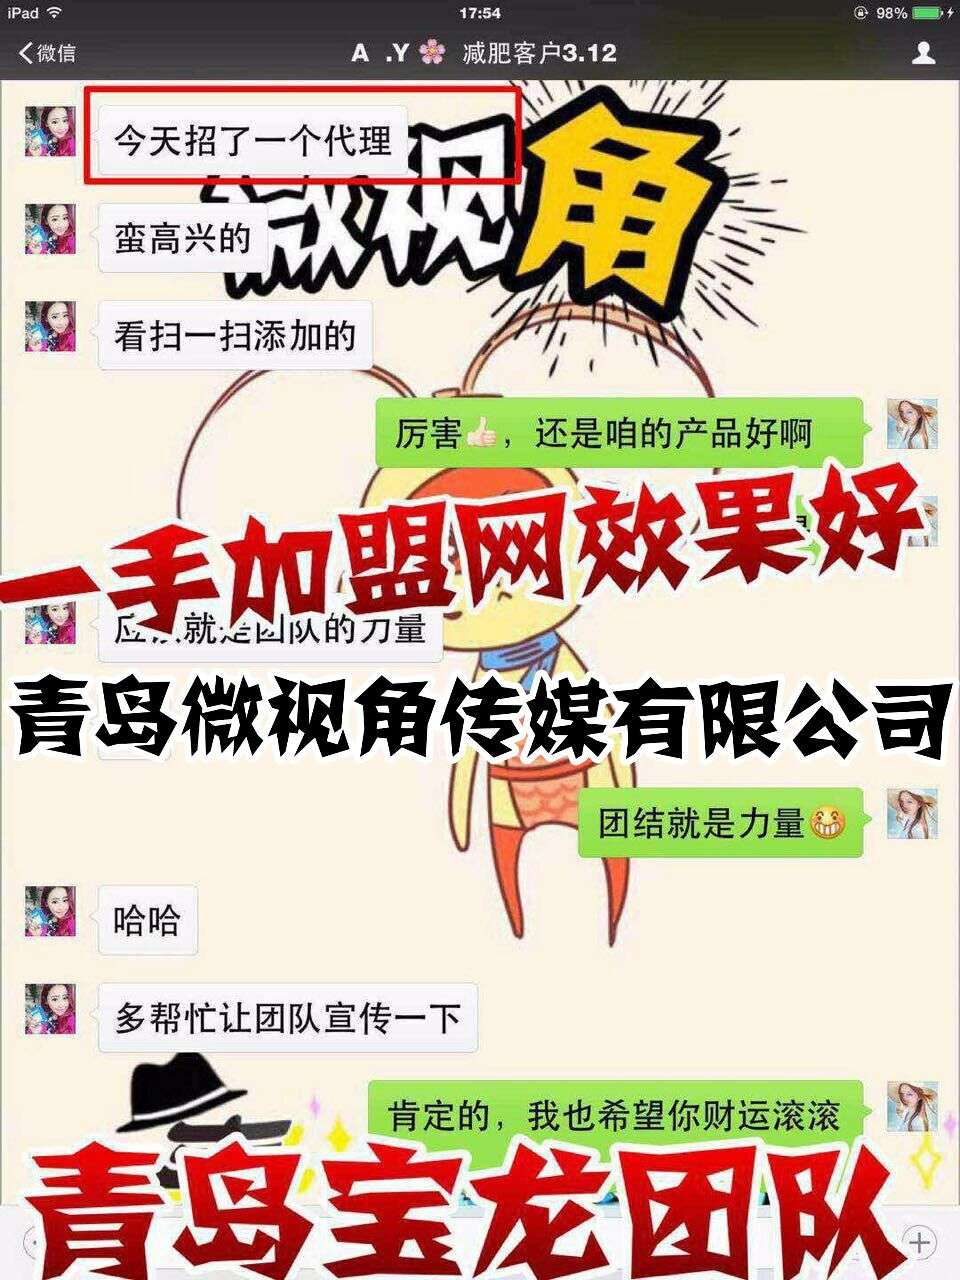 iPad 17:54 98%
微信 A .Y🌸 减肥客户3.12
今天招了一个代理
微视角
蛮高兴的
看扫一扫添加的
厉害👍，还是咱的产品好啊
一手加盟网效果好
就是团队的力量
青岛微视角传媒有限公司
团结就是力量😁
哈哈
多帮忙让团队宣传一下
肯定的，我也希望你财运滚滚
青岛宝龙团队